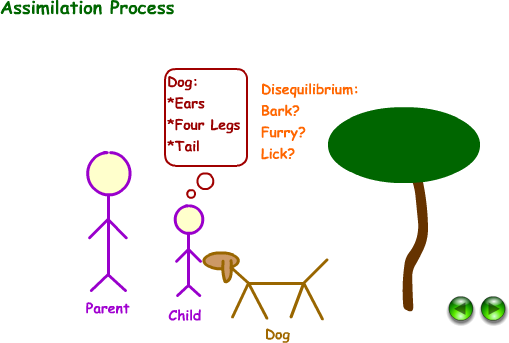 Assimilation Process
Dog:
*Ears
*Four Legs
*Tail
Disequilibrium:
Bark?
Furry?
Lick?
Parent
Child
Dog